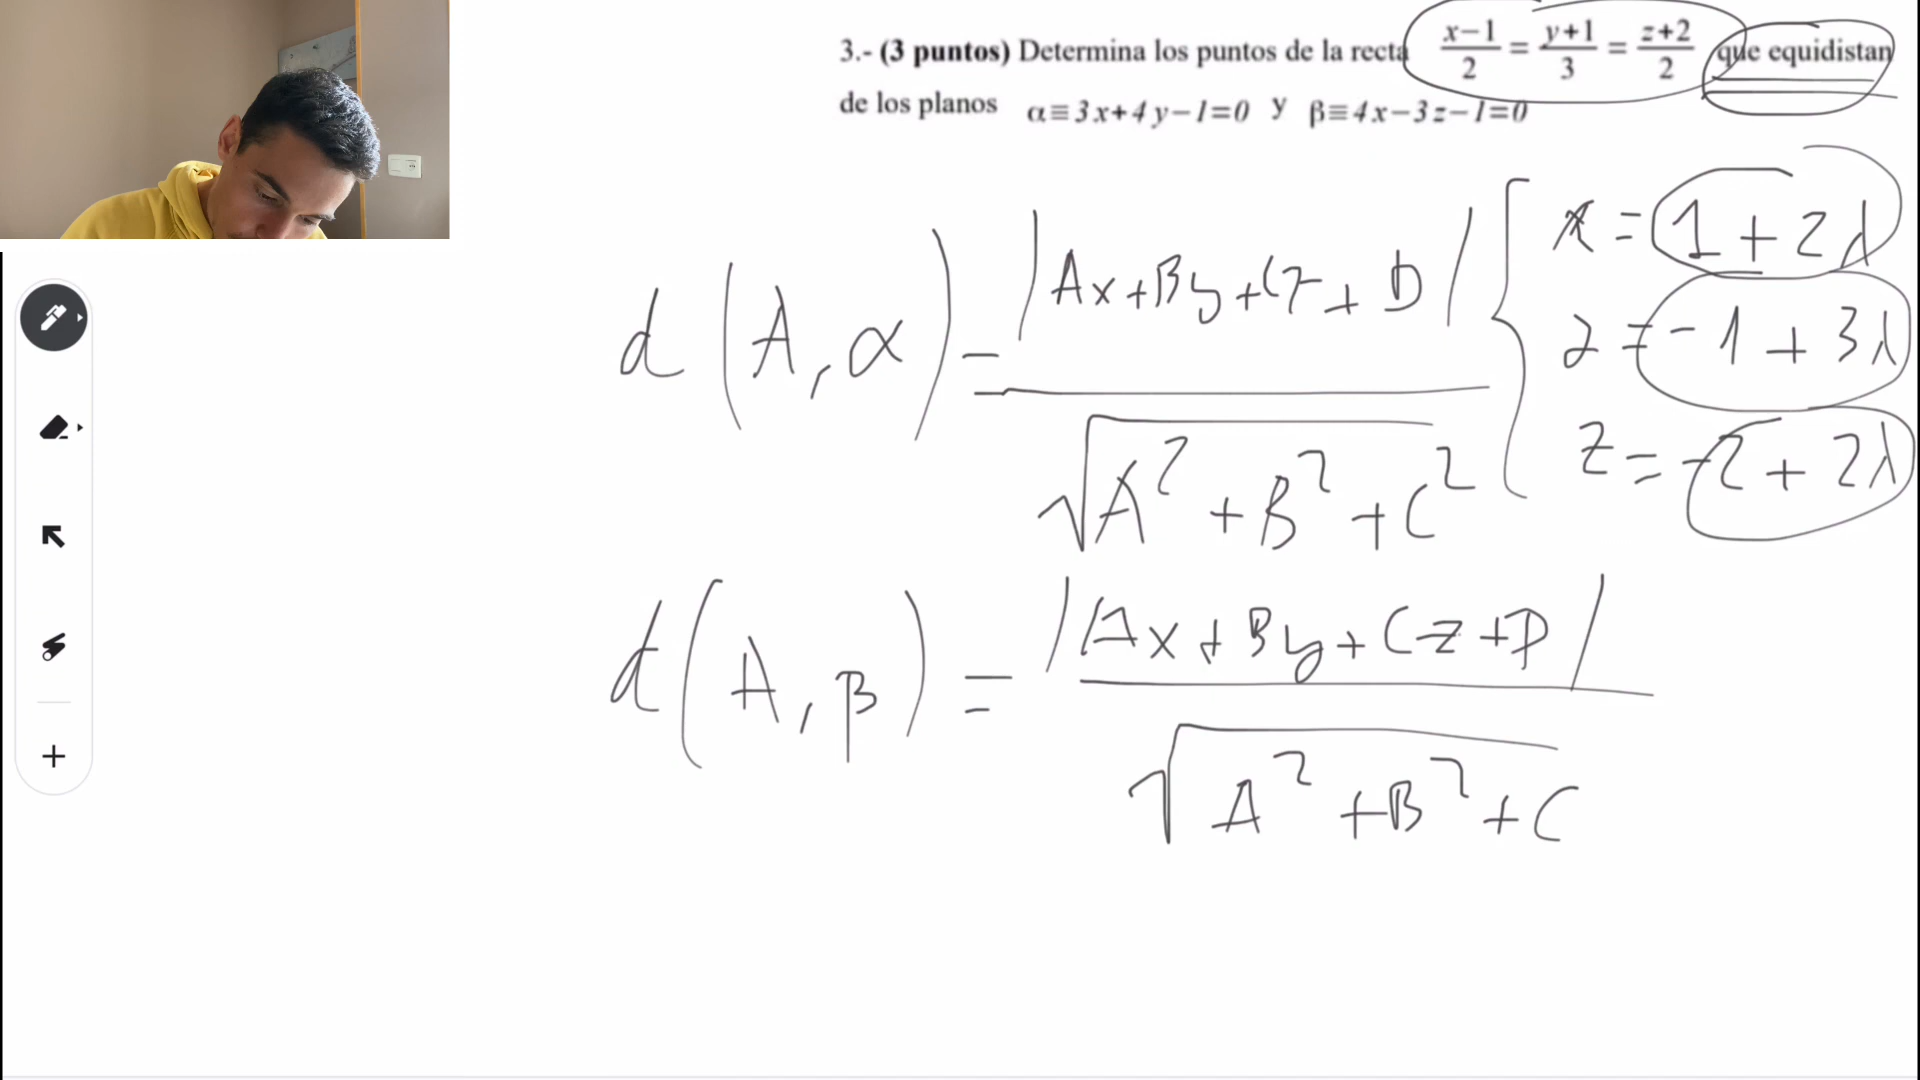 3.- (3 puntos) Determina los puntos de la recta x−1/2 = y+1/3 = z+2/2 que equidistan
de los planos α≡3x+4y−1=0 y β≡4x−3z−1=0
x = 1 + 2λ
2 = -1 + 3λ
z = -2 + 2λ
d(A, α) = |Ax+By+Cz+D| / √A²+B²+C²
d(A, β) = |Ax+By+Cz+D| / √A²+B²+C